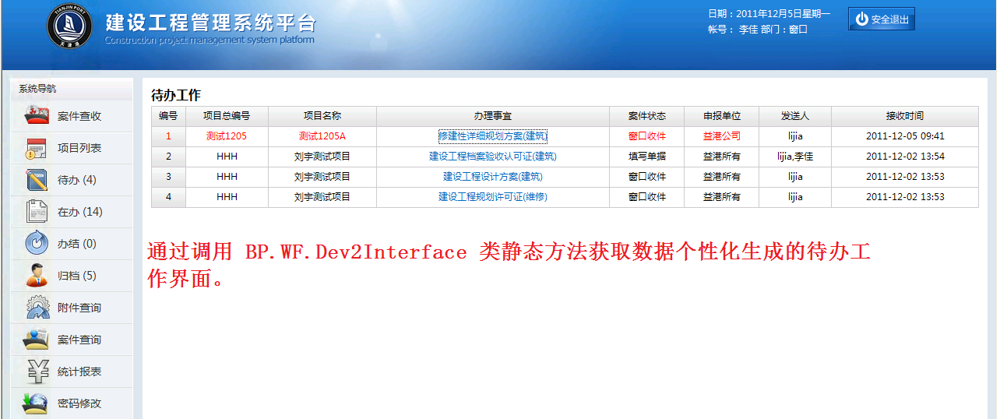 TIANJIN PORT
天津港
建设工程管理系统平台
Construction project management system platform
日期：2011年12月5日星期一
帐号： 李佳 部门：窗口
安全退出
系统导航
案件查收
项目列表
待办 (4)
在办 (14)
办结 (0)
归档 (5)
附件查询
案件查询
统计报表
密码修改
待办工作
编号 项目总编号 项目名称 办理事宜 案件状态 申报单位 发送人 接收时间
1 测试1205 测试1205A 修建性详细规划方案(建筑) 窗口收件 益港公司 lijia 2011-12-05 09:41
2 HHH 刘宇测试项目 建设工程档案验收认可证(建筑) 填写单据 益港所有 lijia,李佳 2011-12-02 13:54
3 HHH 刘宇测试项目 建设工程设计方案(建筑) 窗口收件 益港所有 lijia 2011-12-02 13:53
4 HHH 刘宇测试项目 建设工程规划许可证(维修) 窗口收件 益港所有 lijia 2011-12-02 13:53
通过调用 BP.WF.Dev2Interface 类静态方法获取数据个性化生成的待办工
作界面。